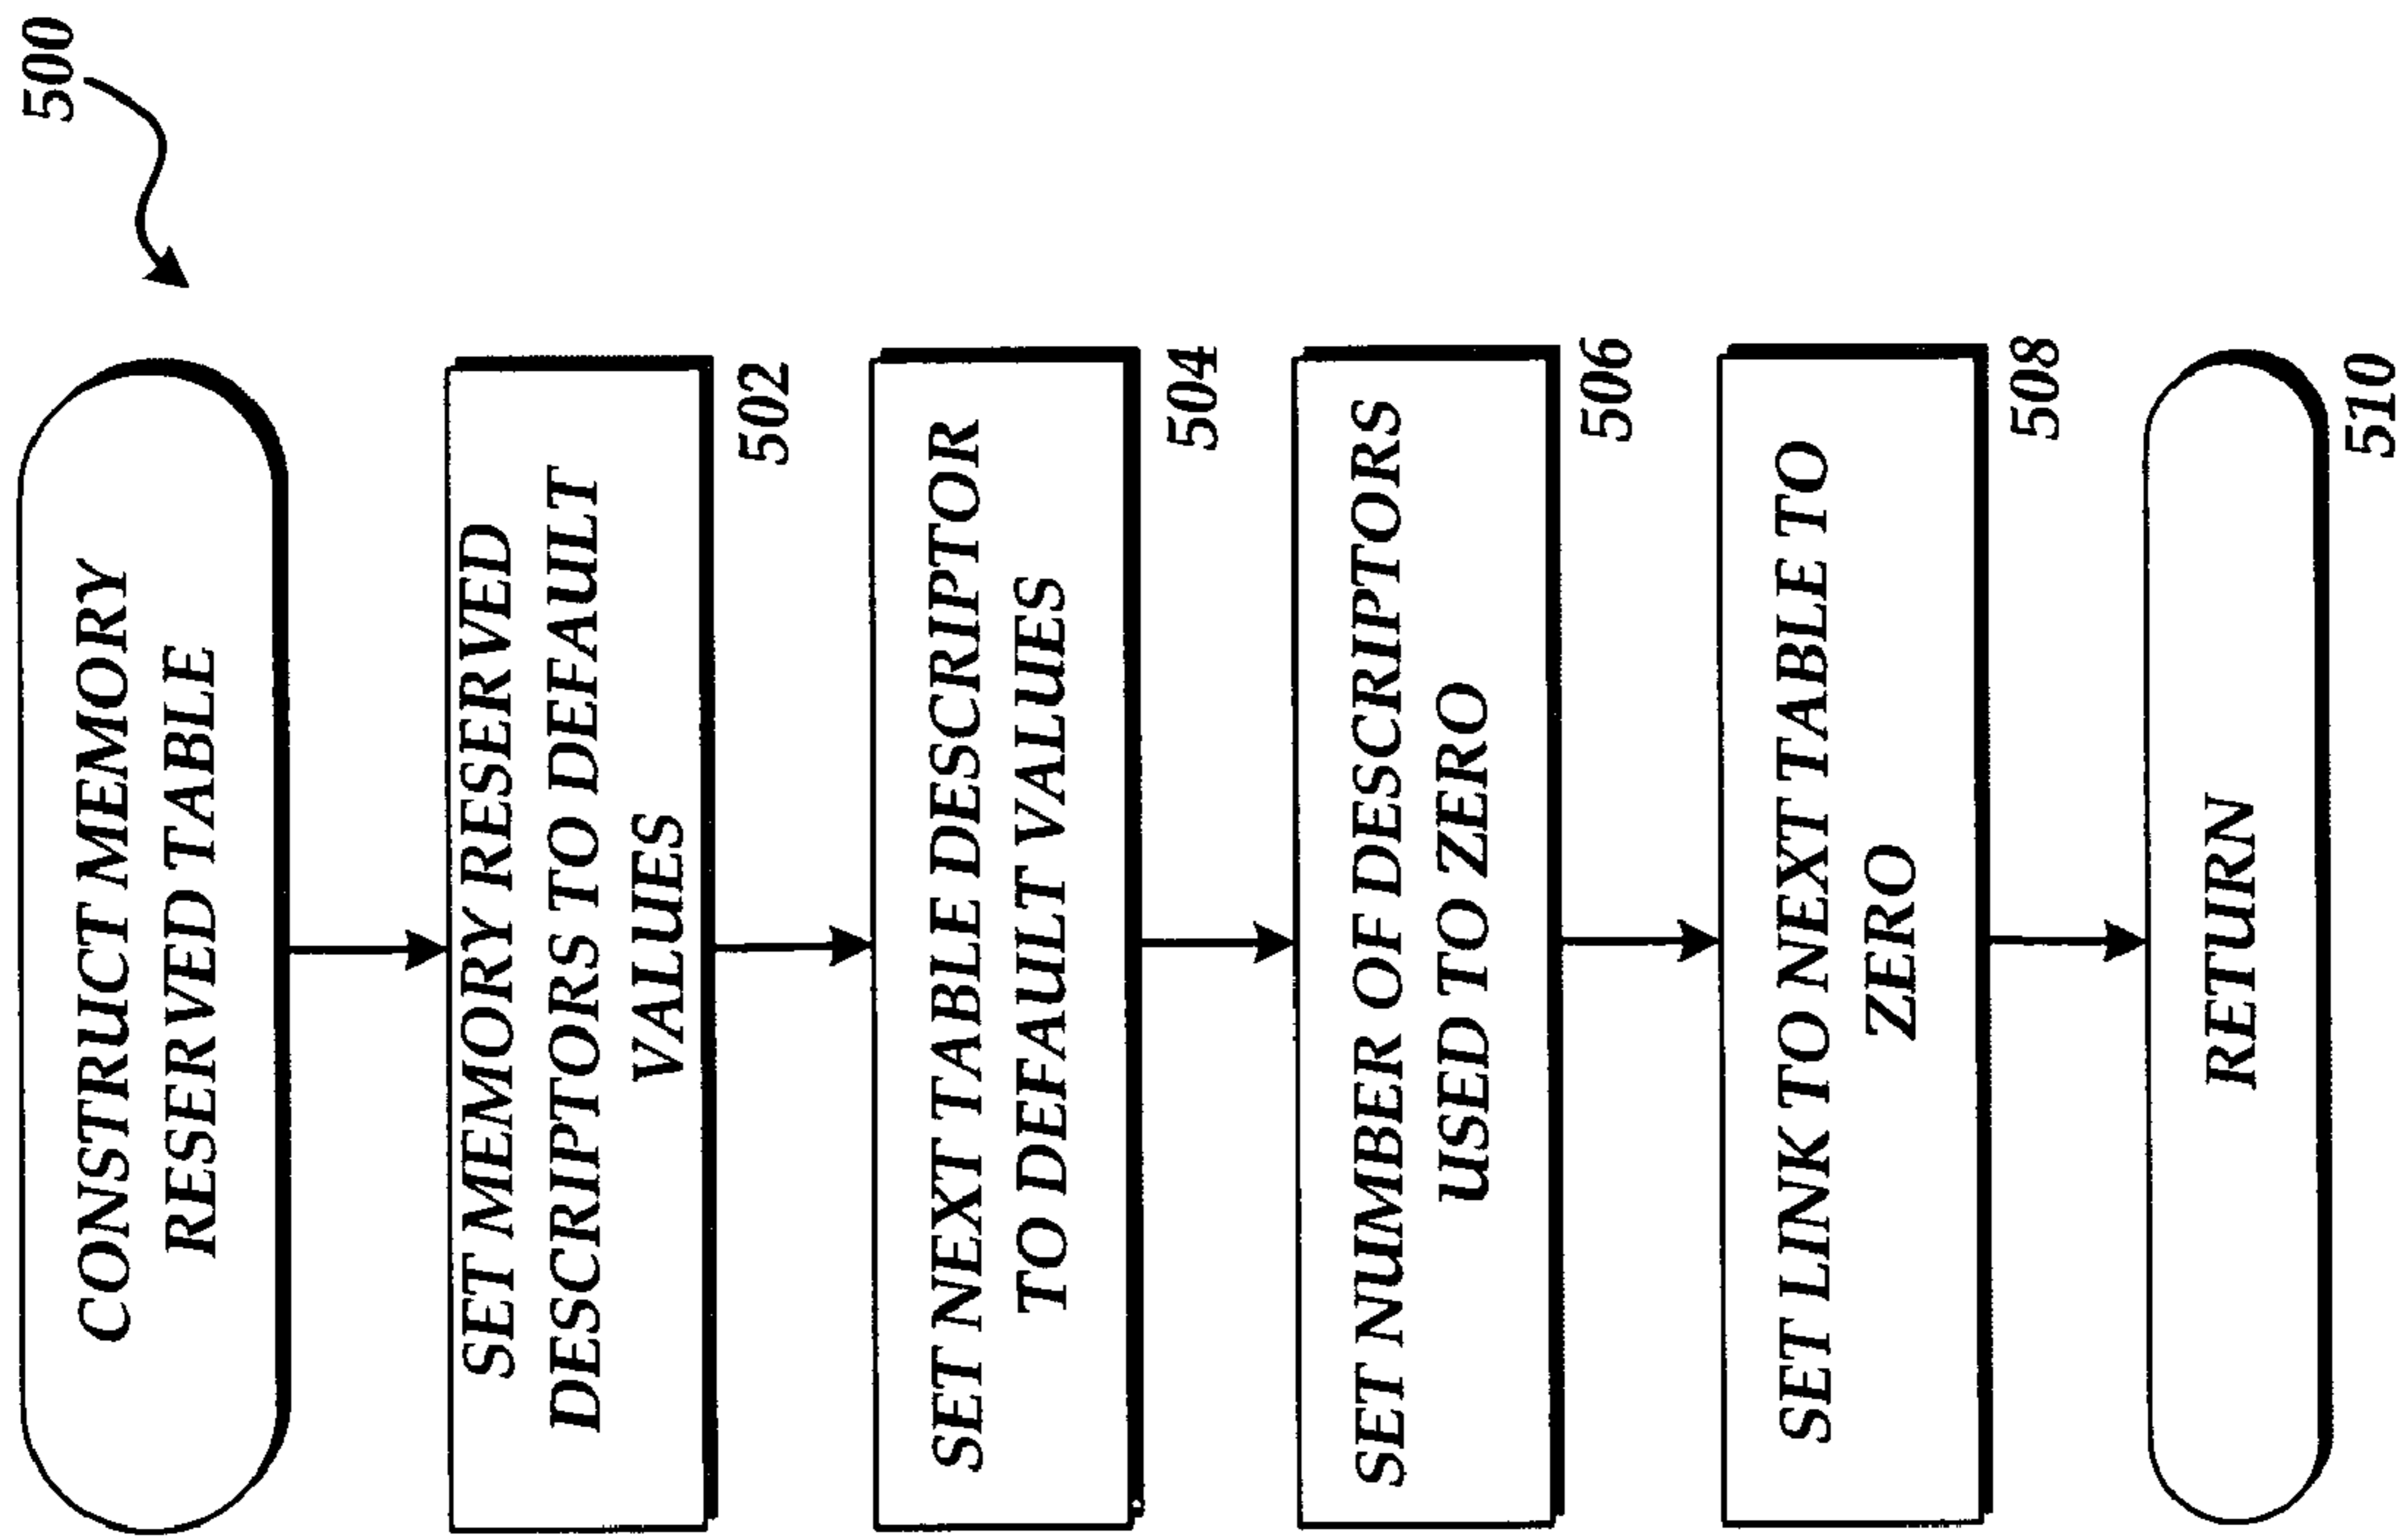 500
CONSTRUCT MEMORY
RESERVED TABLE
SET MEMORY RESERVED
DESCRIPTORS TO DEFAULT
VALUES
502
SET NEXT TABLE DESCRIPTOR
TO DEFAULT VALUES
504
SET NUMBER OF DESCRIPTORS
USED TO ZERO
506
SET LINK TO NEXT TABLE TO
ZERO
508
RETURN
510